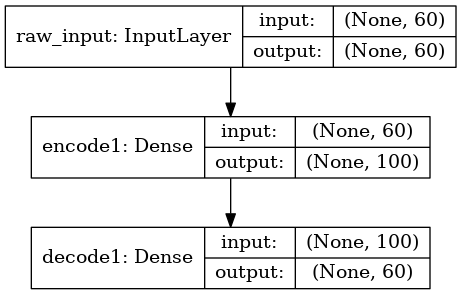 raw_input: InputLayer
input: (None, 60)
output: (None, 60)
encode1: Dense
input: (None, 60)
output: (None, 100)
decode1: Dense
input: (None, 100)
output: (None, 60)